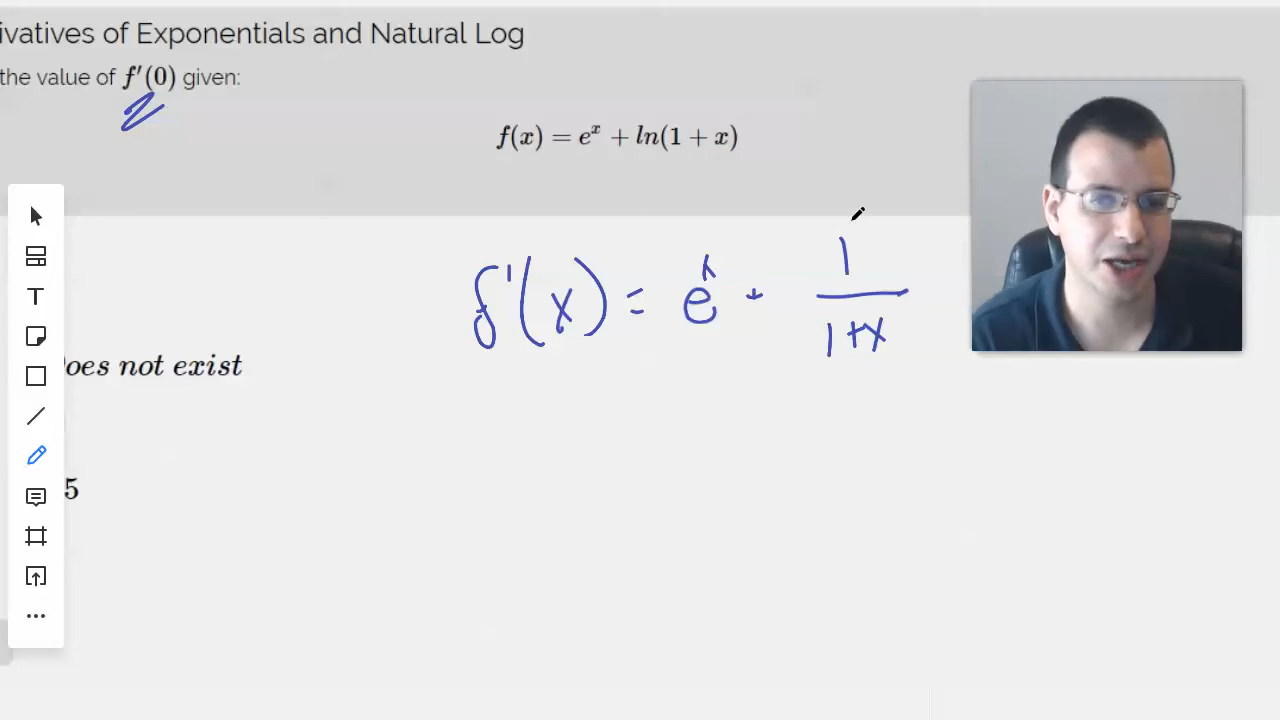 ivatives of Exponentials and Natural Log
the value of f'(0) given:
f(x) = e^x + ln(1 + x)
f'(x) = e^x + 1/(1+x)
oes not exist
5
T